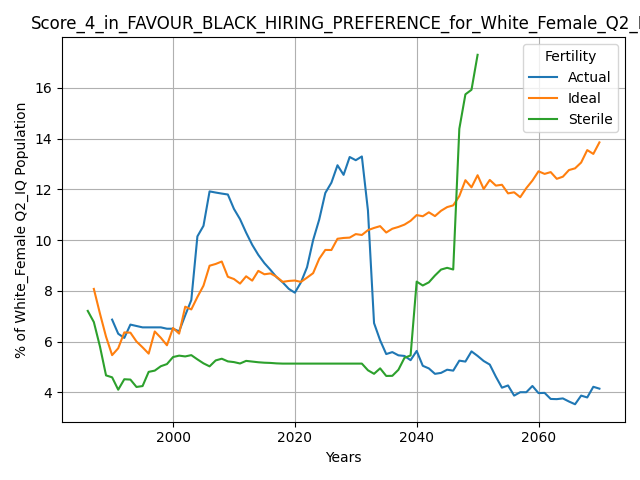 Score_4_in_FAVOUR_BLACK_HIRING_PREFERENCE_for_White_Female_Q2_
Fertility
Actual
Ideal
Sterile
% of White_Female Q2_IQ Population
16
14
12
10
8
6
4
2000 2020 2040 2060
Years